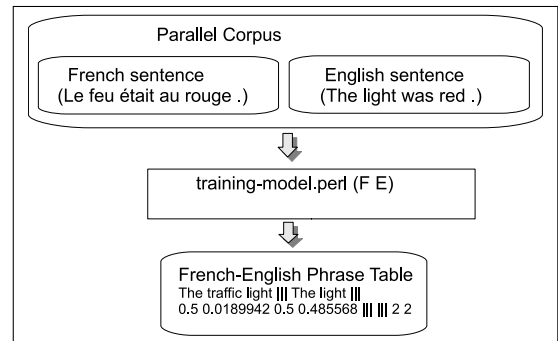 Parallel Corpus
French sentence
(Le feu était au rouge .)
English sentence
(The light was red .)
training-model.perl (F E)
French-English Phrase Table
The traffic light ||| The light |||
0.5 0.0189942 0.5 0.485568 ||| ||| 2 2